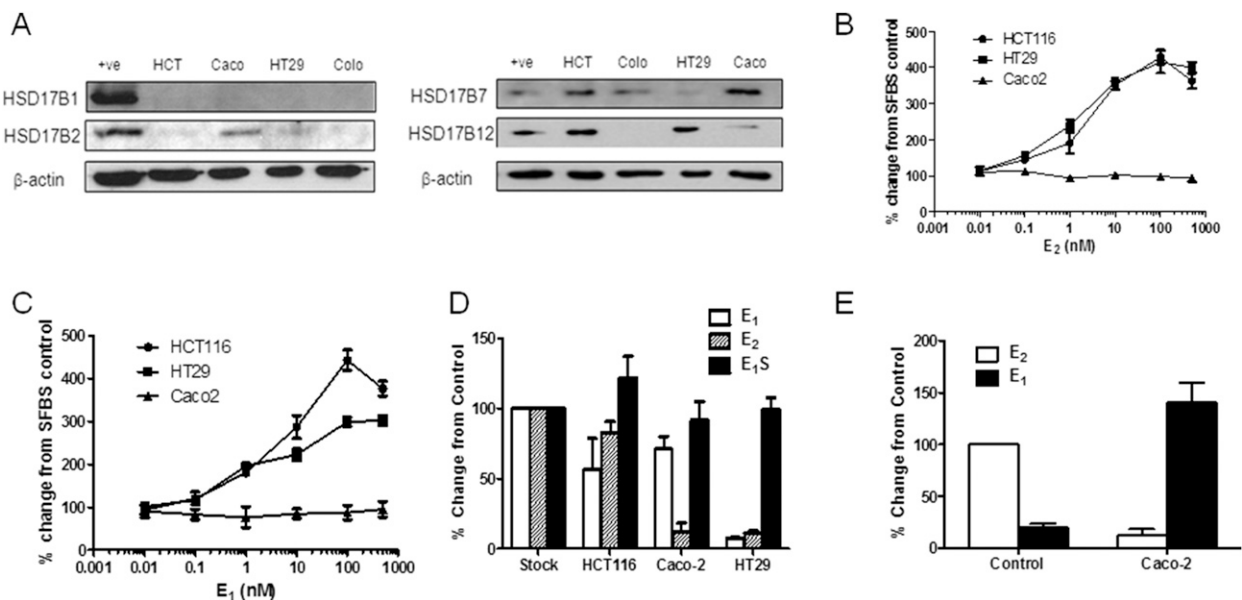 A
+ve HCT Caco HT29 Colo
HSD17B1
HSD17B2
β-actin
+ve HCT Colo HT29 Caco
HSD17B7
HSD17B12
β-actin
B
% change from SFBS control
500
400
300
200
100
0
HCT116
HT29
Caco2
0.001 0.01 0.1 1 10 100 1000
E₂ (nM)
C
% change from SFBS control
500
400
300
200
100
0
HCT116
HT29
Caco2
0.001 0.01 0.1 1 10 100 1000
E₁ (nM)
D
% Change from Control
150
100
50
0
E₁
E₂
E₁S
Stock HCT116 Caco-2 HT29
E
% Change from Control
200
150
100
50
0
E₂
E₁
Control Caco-2